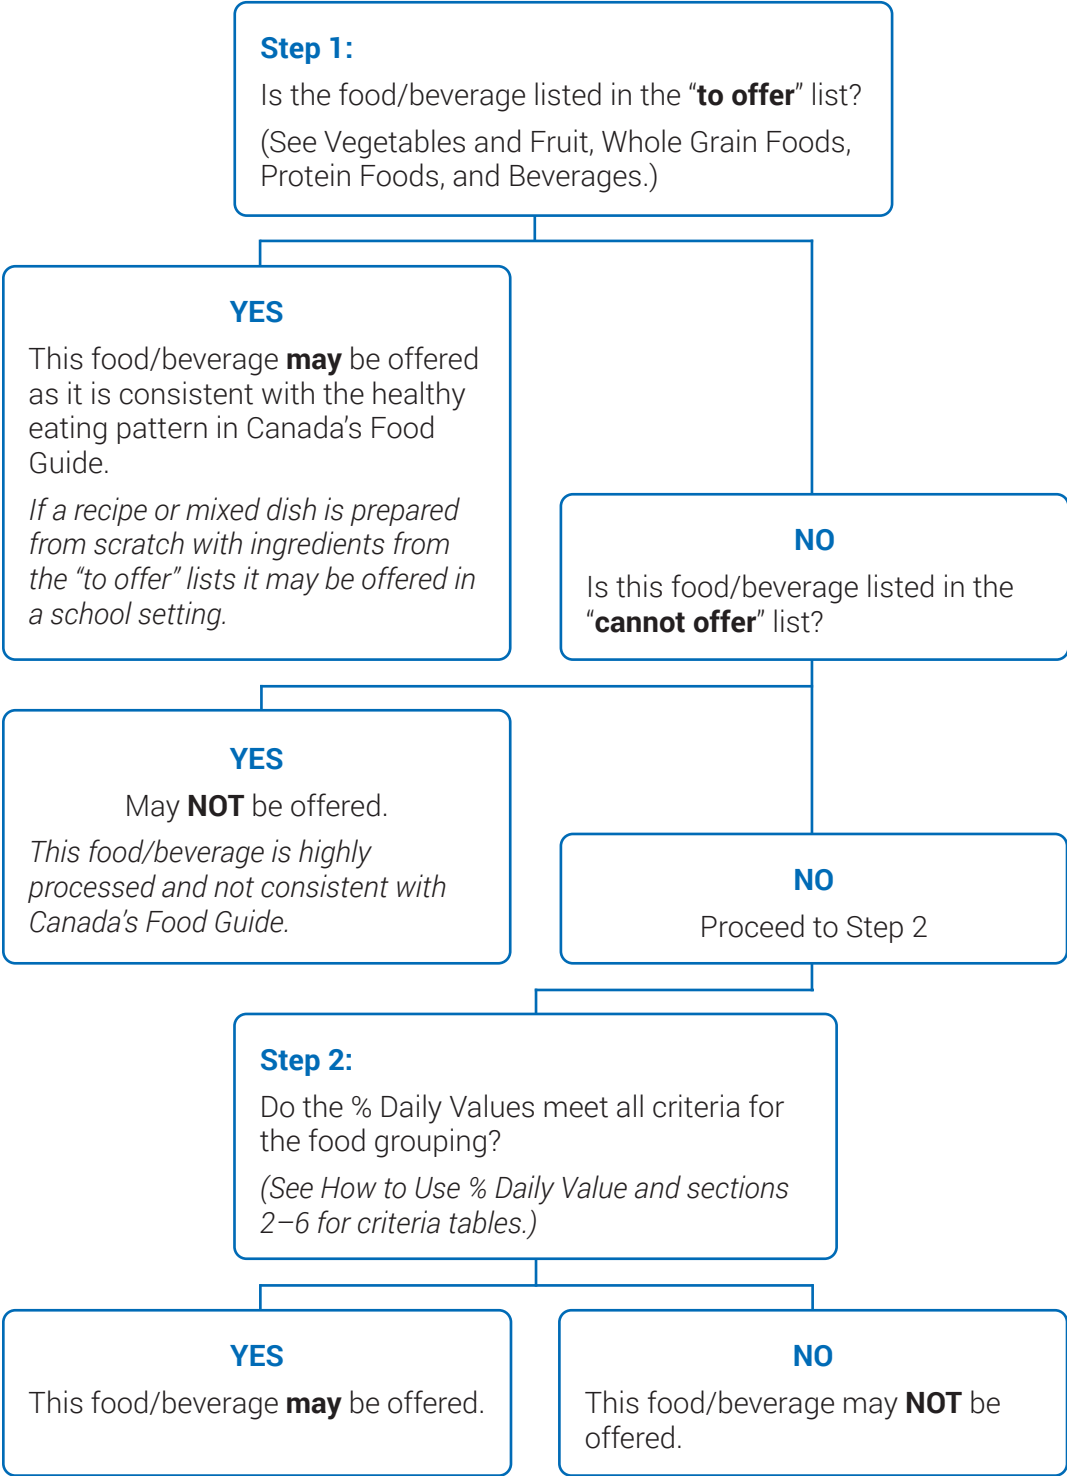 Step 1:
Is the food/beverage listed in the “to offer” list?
(See Vegetables and Fruit, Whole Grain Foods,
Protein Foods, and Beverages.)
YES
This food/beverage may be offered
as it is consistent with the healthy
eating pattern in Canada’s Food
Guide.
If a recipe or mixed dish is prepared
from scratch with ingredients from
the “to offer” lists it may be offered in
a school setting.
NO
Is this food/beverage listed in the
“cannot offer” list?
YES
May NOT be offered.
This food/beverage is highly
processed and not consistent with
Canada’s Food Guide.
NO
Proceed to Step 2
Step 2:
Do the % Daily Values meet all criteria for
the food grouping?
(See How to Use % Daily Value and sections
2–6 for criteria tables.)
YES
This food/beverage may be offered.
NO
This food/beverage may NOT be
offered.